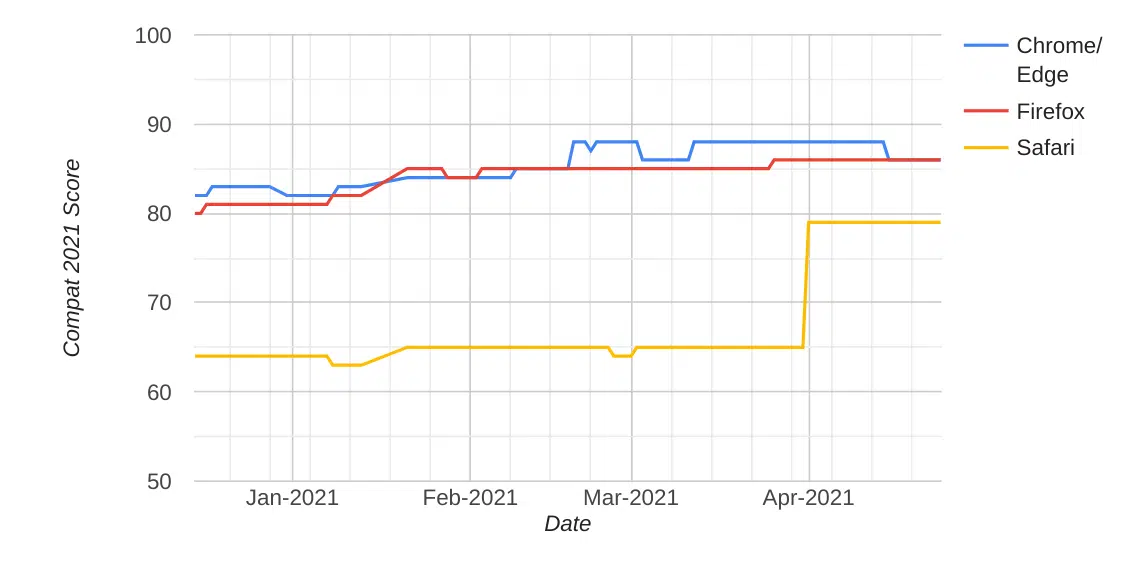 100
90
80
70
60
50
Compat 2021 Score
Jan-2021
Feb-2021
Mar-2021
Apr-2021
Date
Chrome/
Edge
Firefox
Safari